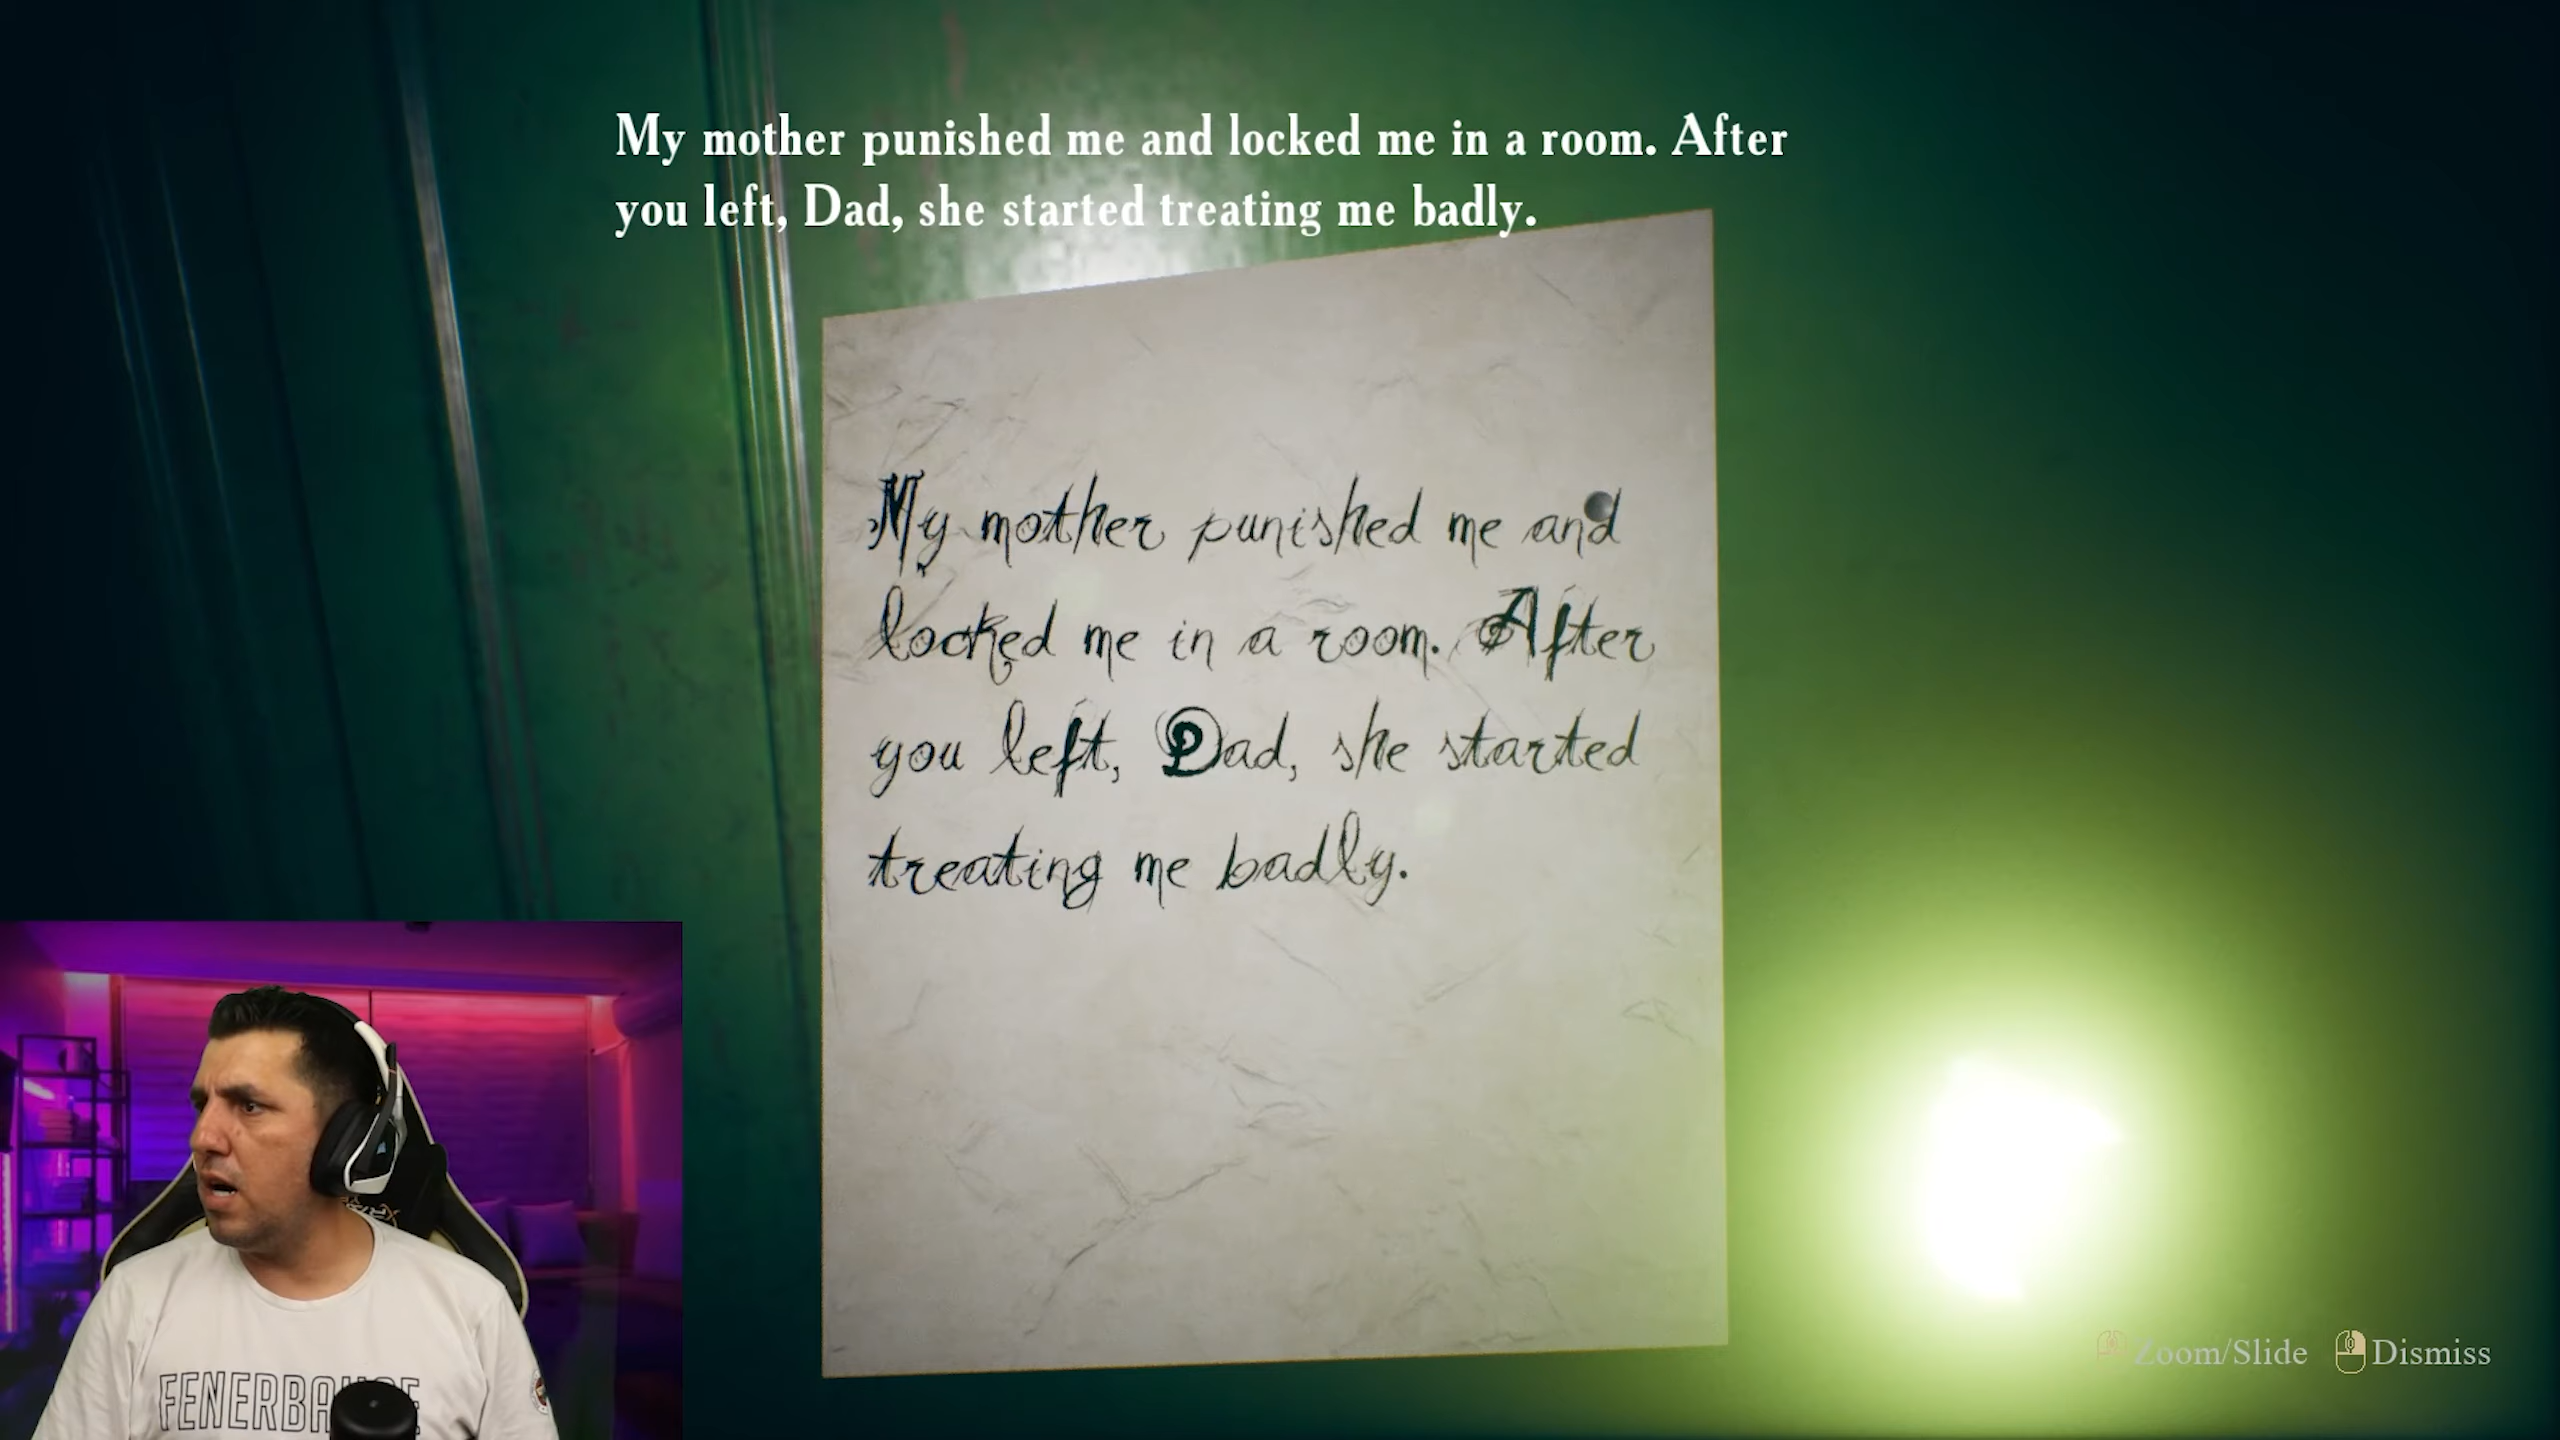 My mother punished me and locked me in a room. After
you left, Dad, she started treating me badly.
My mother punished me and
locked me in a room. After
you left, Dad, she started
treating me badly.
Zoom/Slide
Dismiss